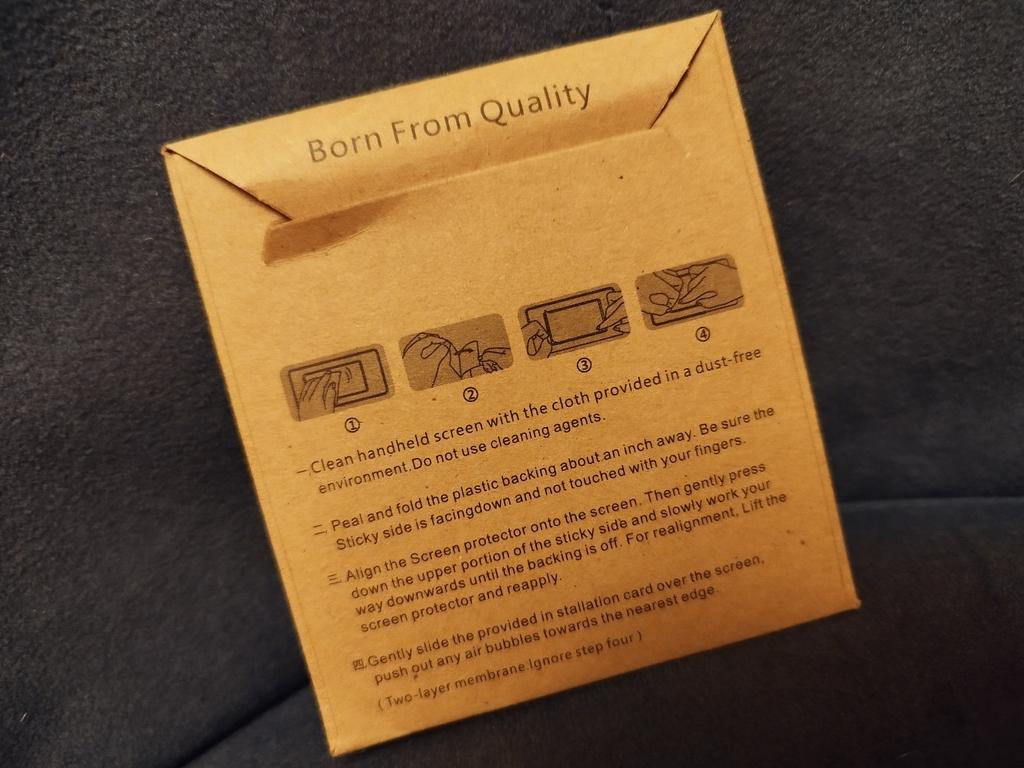 Born From Quality
① ② ③ ④
一.Clean handheld screen with the cloth provided in a dust-free
environment.Do not use cleaning agents.
二. Peal and fold the plastic backing about an inch away. Be sure the
Sticky side is facingdown and not touched with your fingers.
三. Align the Screen protector onto the screen. Then gently press
down the upper portion of the sticky side and slowly work your
way downwards until the backing is off. For realignment, Lift the
screen protector and reapply.
四.Gently slide the provided in stallation card over the screen,
push out any air bubbles towards the nearest edge.
(Two-layer membrane:Ignore step four)